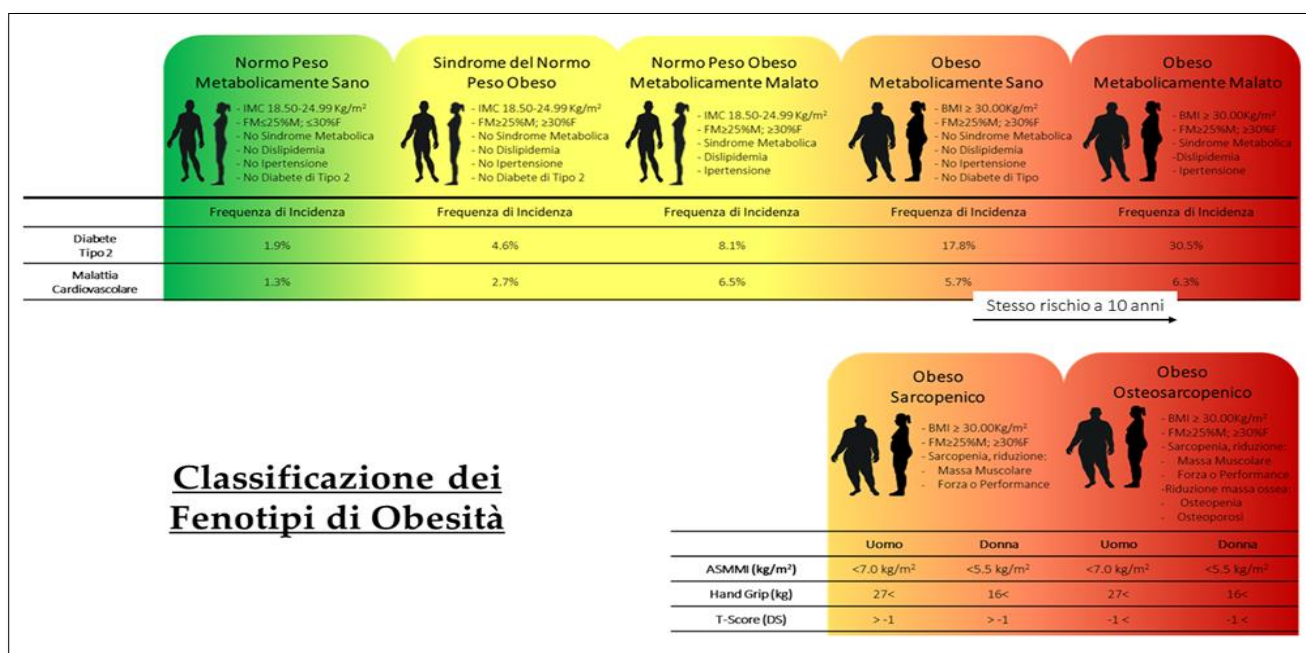 Normo Peso
Metabolicamente Sano
- IMC 18.50-24.99 Kg/m²
- FM≤25%M; ≤30%F
- No Sindrome Metabolica
- No Dislipidemia
- No Ipertensione
- No Diabete di Tipo 2
Sindrome del Normo
Peso Obeso
- IMC 18.50-24.99 Kg/m²
- FM≥25%M; ≥30%F
- No Sindrome Metabolica
- No Dislipidemia
- No Ipertensione
- No Diabete di Tipo 2
Normo Peso Obeso
Metabolicamente Malato
- IMC 18.50-24.99 Kg/m²
- FM≥25%M; ≥30%F
- Sindrome Metabolica
- Dislipidemia
- Ipertensione
Obeso
Metabolicamente Sano
- BMI ≥ 30.00Kg/m²
- FM≥25%M; ≥30%F
- No Sindrome Metabolica
- No Dislipidemia
- No Ipertensione
- No Diabete di Tipo
Obeso
Metabolicamente Malato
- BMI ≥ 30.00Kg/m²
- FM≥25%M; ≥30%F
- Sindrome Metabolica
-Dislipidemia
- Ipertensione
Frequenza di Incidenza Frequenza di Incidenza Frequenza di Incidenza Frequenza di Incidenza Frequenza di Incidenza
Diabete
Tipo 2
1.9% 4.6% 8.1% 17.8% 30.5%
Malattia
Cardiovascolare
1.3% 2.7% 6.5% 5.7% 6.3%
Stesso rischio a 10 anni
Classificazione dei
Fenotipi di Obesità
Obeso
Sarcopenico
- BMI ≥ 30.00Kg/m²
- FM≥25%M; ≥30%F
- Sarcopenia, riduzione:
- Massa Muscolare
- Forza o Performance
Obeso
Osteosarcopenico
- BMI ≥ 30.00Kg/m²
- FM≥25%M; ≥30%F
- Sarcopenia, riduzione:
- Massa Muscolare
- Forza o Performance
-Riduzione massa ossea:
- Osteopenia
- Osteoporosi
Uomo Donna Uomo Donna
ASMMI (kg/m²) <7.0 kg/m² <5.5 kg/m² <7.0 kg/m² <5.5 kg/m²
Hand Grip (kg) 27< 16< 27< 16<
T-Score (DS) > -1 > -1 -1 < -1 <